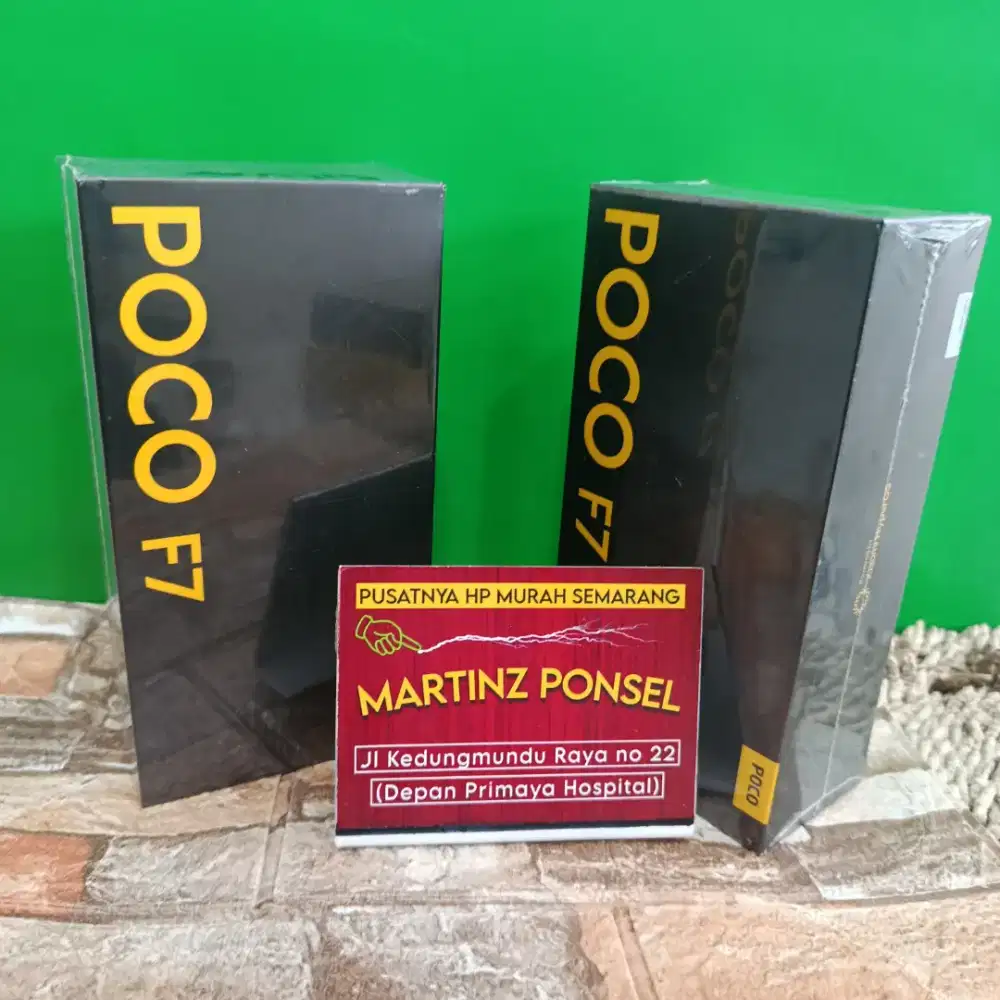 POCO F7
POCO F7
POCO
PUSATNYA HP MURAH SEMARANG
MARTINZ PONSEL
Jl Kedungmundu Raya no 22
(Depan Primaya Hospital)